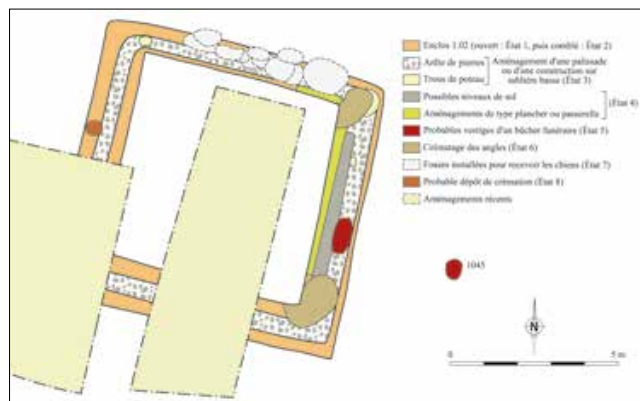 Enclos 1.02 (ouvert : État 1, puis comblé : État 2)
Arête de pierres
Trous de poteau
Aménagement d'une palissade
ou d'une construction sur
sablière basse (État 3)
Possibles niveaux de sol
Aménagements de type plancher ou passerelle
(État 4)
Probables vestiges d'un bûcher funéraire (État 5)
Colmatage des angles (État 6)
Fosses installées pour recevoir les chiens (État 7)
Probable dépôt de crémation (État 8)
Aménagements récents
1045
N
0
5 m